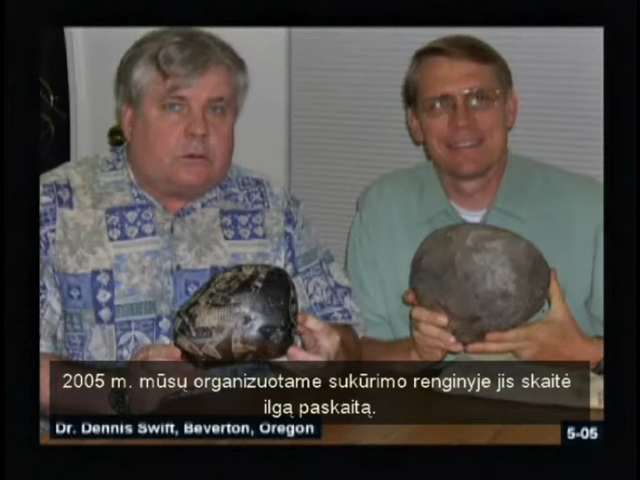 2005 m. mūsų organizuotame sukūrimo renginyje jis skaitė
ilgą paskaitą.
Dr. Dennis Swift, Beverton, Oregon
5-05